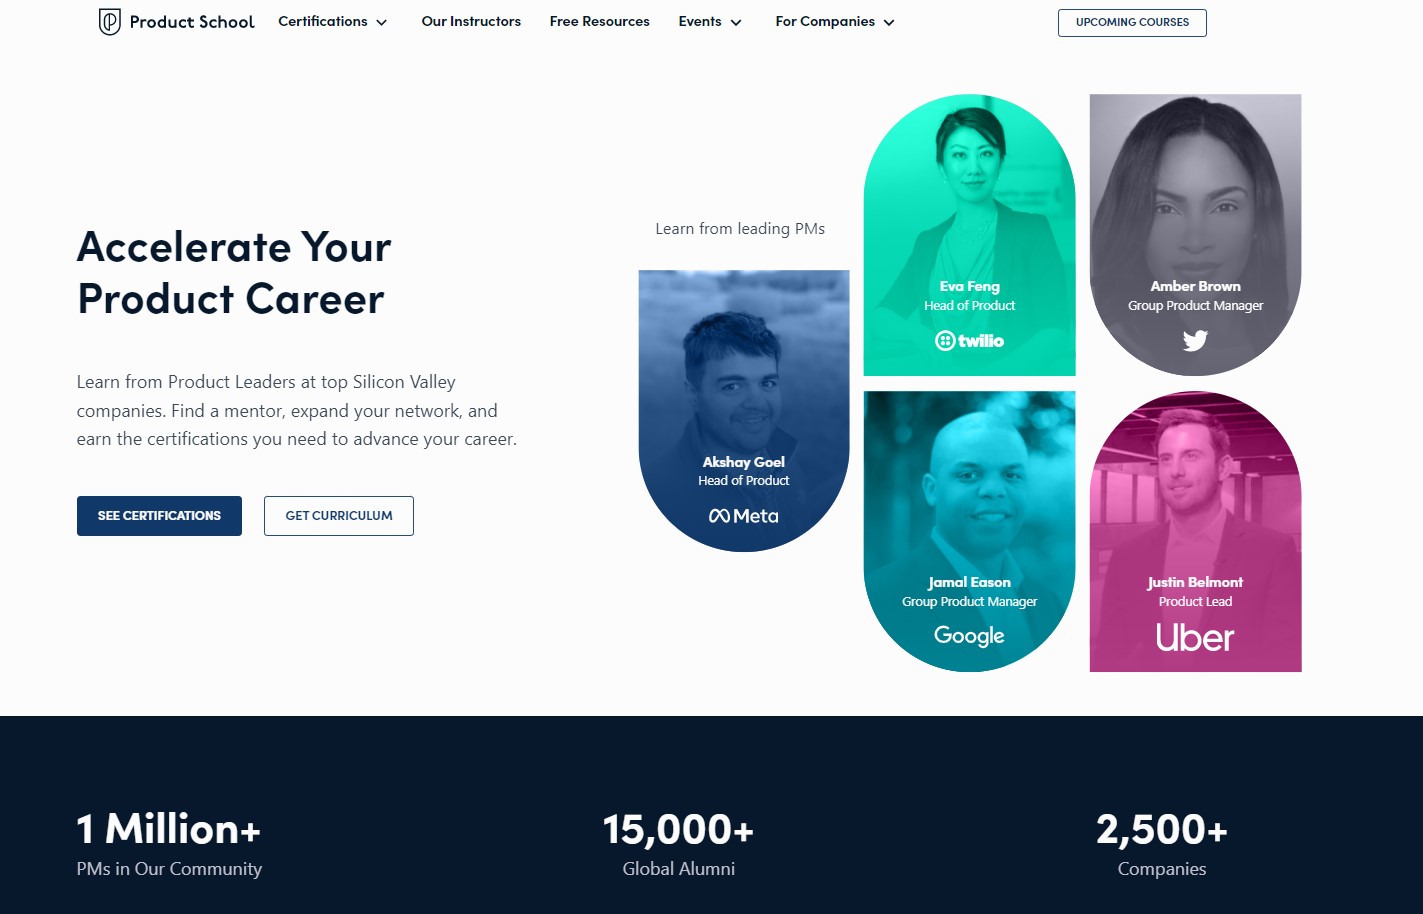 Product School
Certifications
Our Instructors
Free Resources
Events
For Companies
UPCOMING COURSES
Accelerate Your
Product Career
Learn from Product Leaders at top Silicon Valley
companies. Find a mentor, expand your network, and
earn the certifications you need to advance your career.
SEE CERTIFICATIONS
GET CURRICULUM
Learn from leading PMs
Akshay Goel
Head of Product
Meta
Eva Feng
Head of Product
twilio
Amber Brown
Group Product Manager
Jamal Eason
Group Product Manager
Google
Justin Belmont
Product Lead
Uber
1 Million+
PMs in Our Community
15,000+
Global Alumni
2,500+
Companies